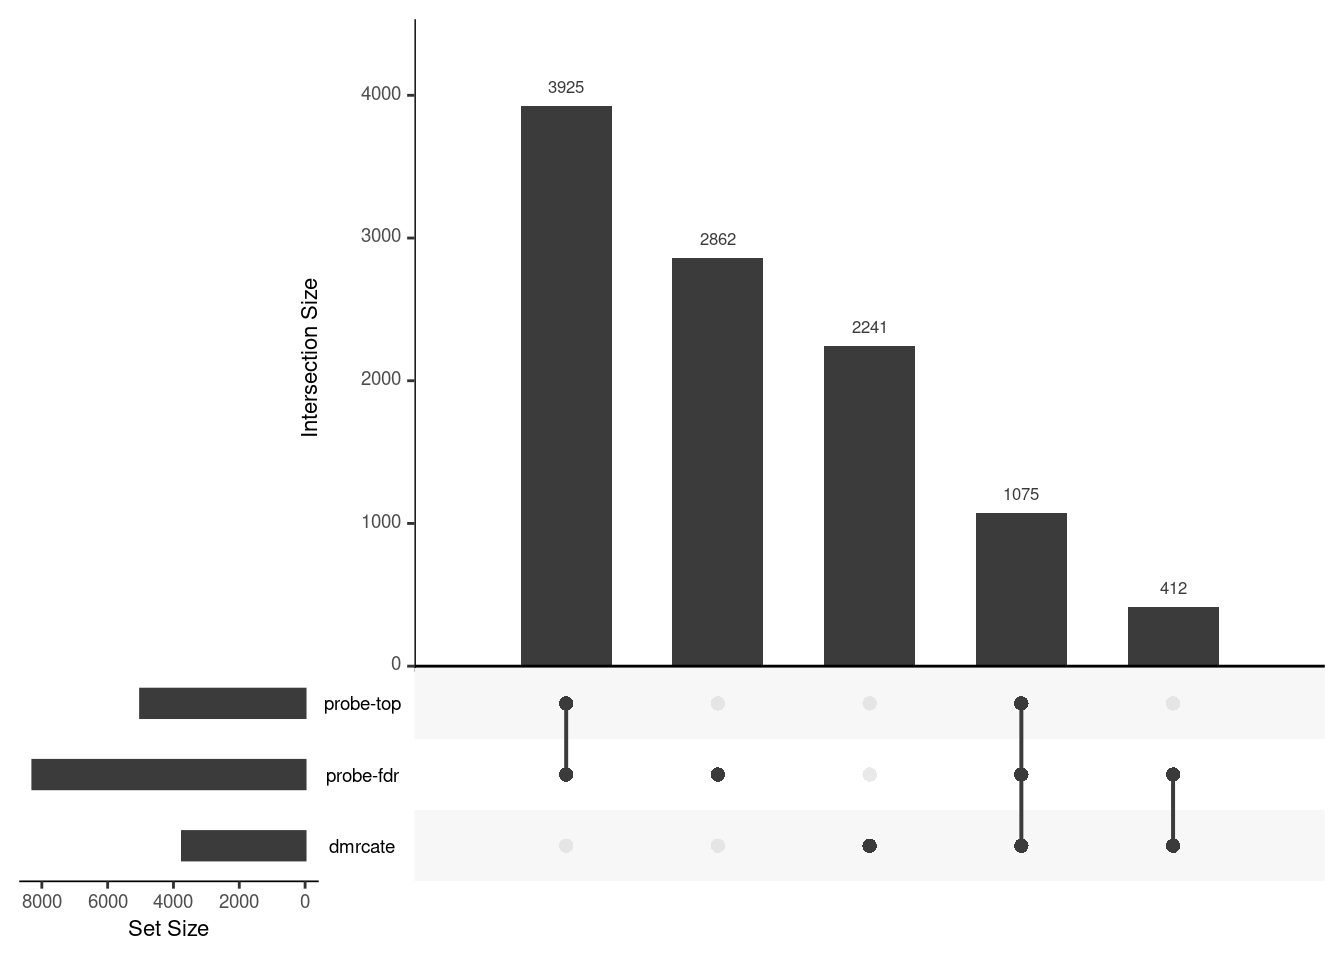 3925
4000
2862
3000
2241
Intersection Size
2000
1075
1000
412
0
probe-top
probe-fdr
dmrcate
8000 6000 4000 2000 0
Set Size